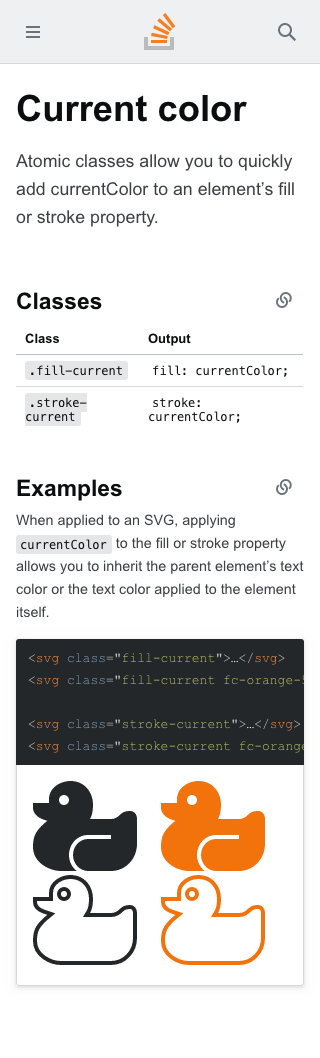 Current color
Atomic classes allow you to quickly
add currentColor to an element’s fill
or stroke property.
Classes
Class Output
.fill-current fill: currentColor;
.stroke- stroke:
current currentColor;
Examples
When applied to an SVG, applying
currentColor to the fill or stroke property
allows you to inherit the parent element’s text
color or the text color applied to the element
itself.
<svg class="fill-current">…</svg>
<svg class="fill-current fc-orange-
<svg class="stroke-current">…</svg>
<svg class="stroke-current fc-orange